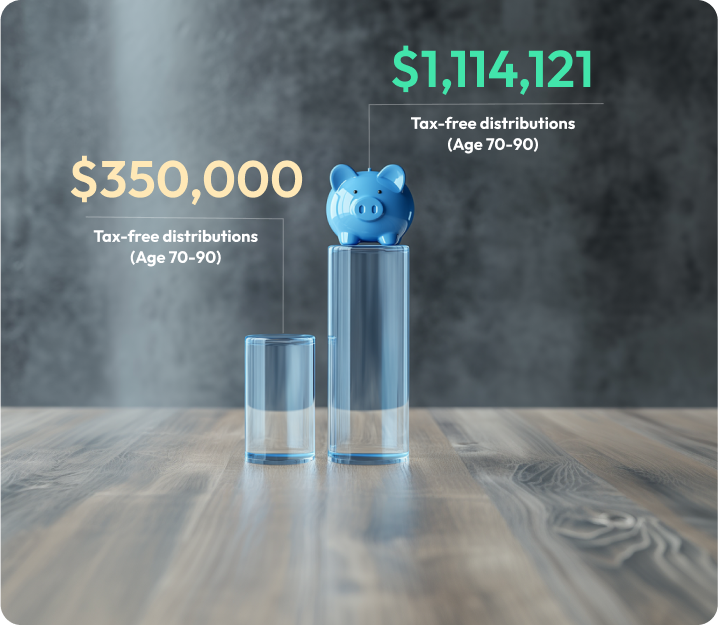 $1,114,121
Tax-free distributions
(Age 70-90)
$350,000
Tax-free distributions
(Age 70-90)